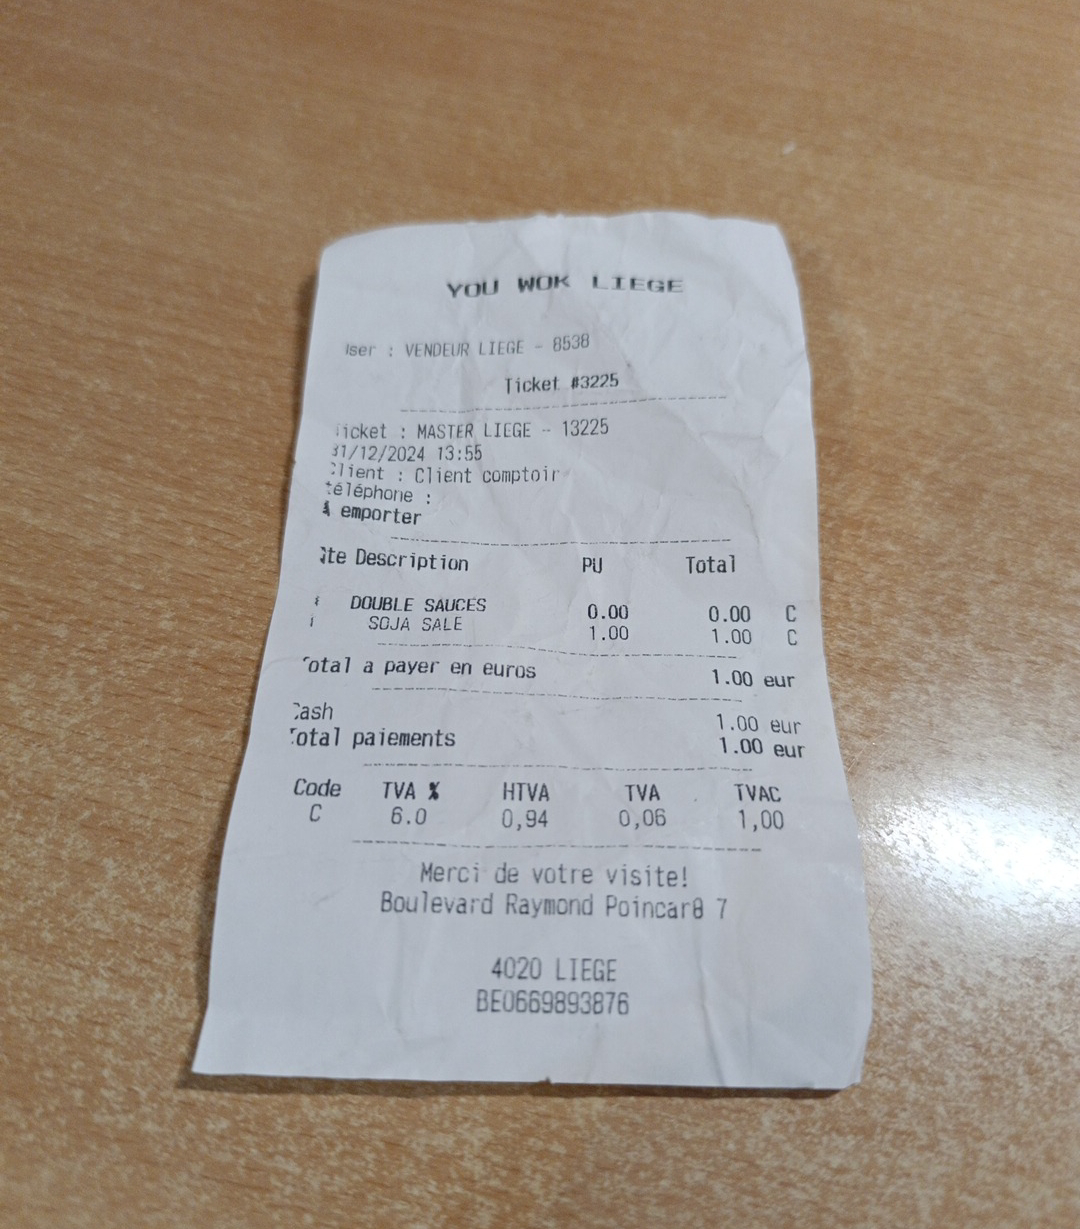 YOU WOK LIEGE
ser : VENDEUR LIEGE - 8538
Ticket #3225
icket : MASTER LIEGE - 13225
31/12/2024 13:55
lient : Client comptoir
téléphone :
A emporter
te Description PU Total
DOUBLE SAUCES 0.00 0.00 C
SOJA SALE 1.00 1.00 C
otal a payer en euros 1.00 eur
Cash 1.00 eur
otal paiements 1.00 eur
Code TVA % HTVA TVA TVAC
C 6.0 0,94 0,06 1,00
Merci de votre visite!
Boulevard Raymond Poincar0 7
4020 LIEGE
BE0669893876